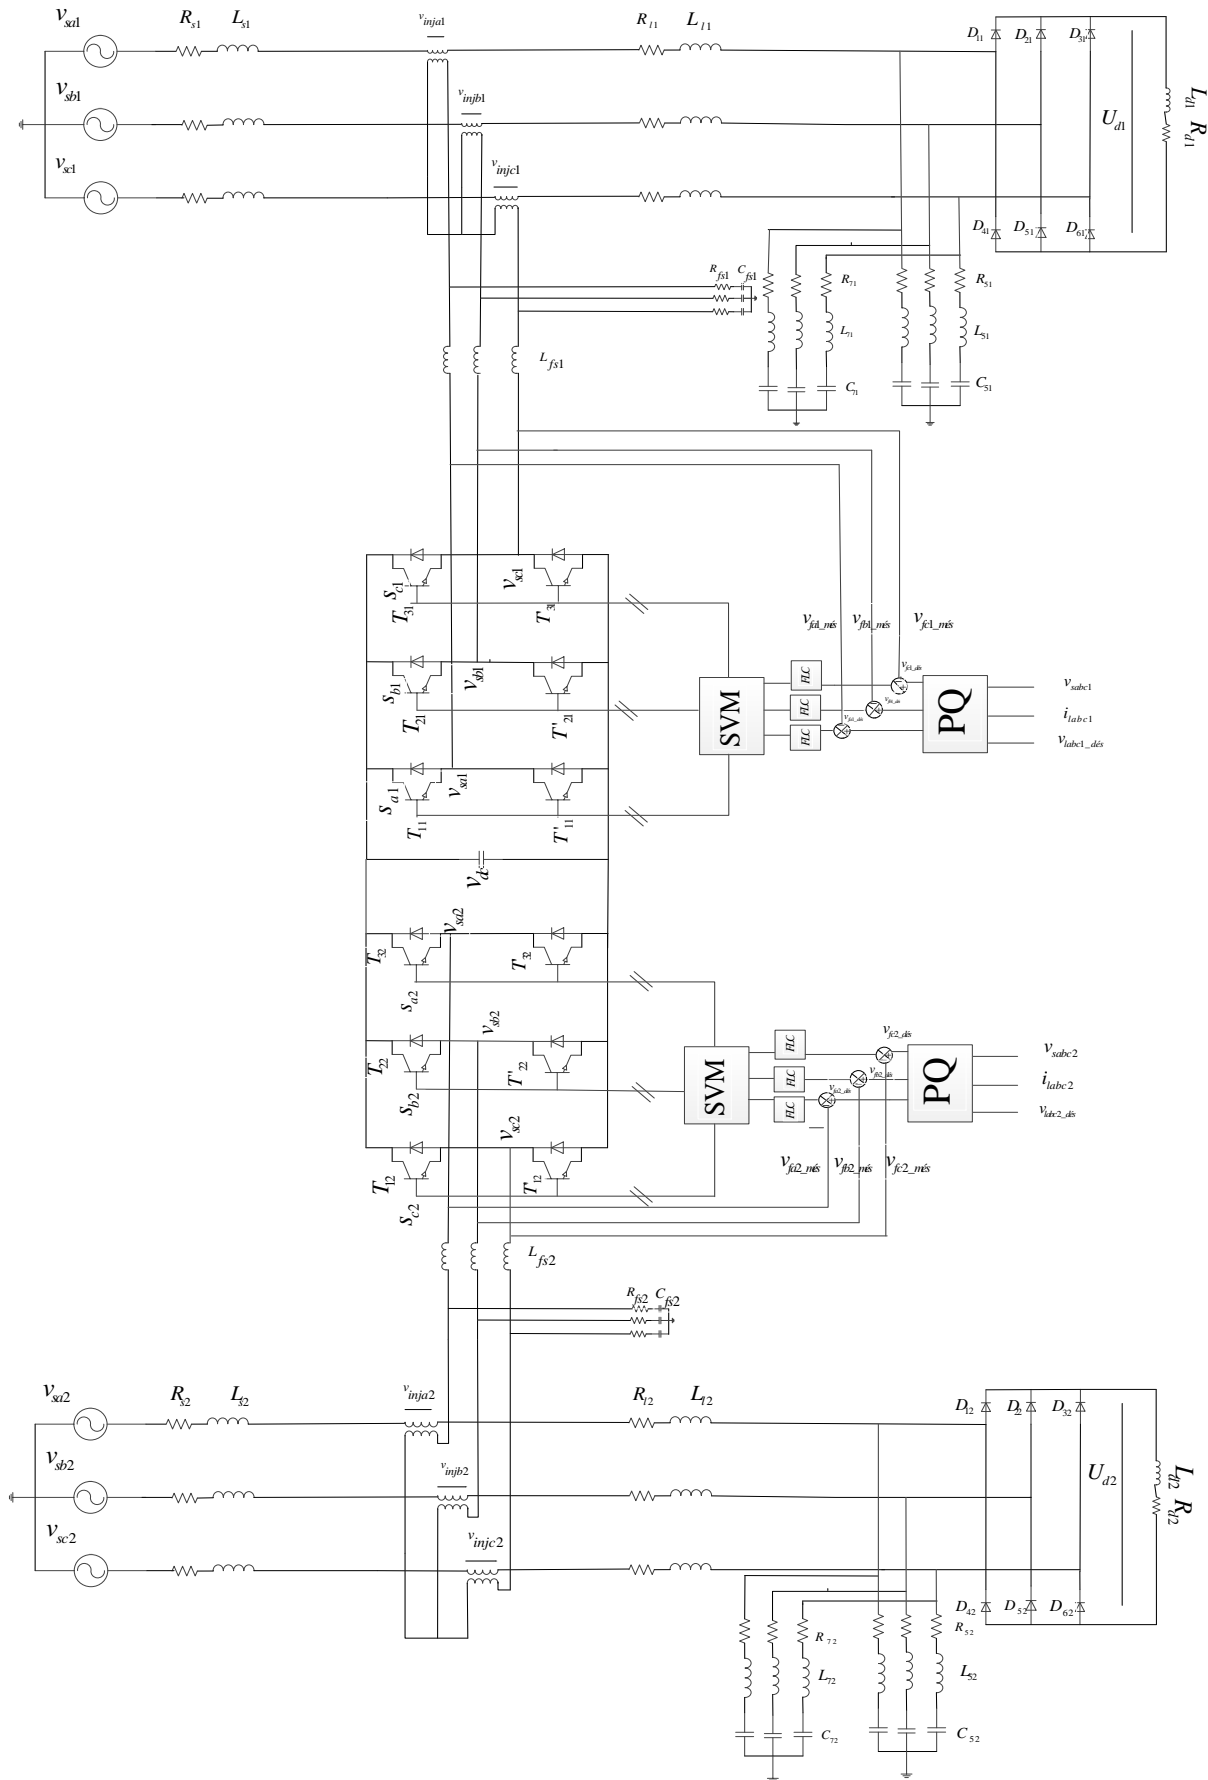 v_sa1
R_s1
L_s1
v_inja1
R_l1
L_l1
D_11
D_21
D_31
v_sb1
v_injb1
U_d1
L_d1
R_d1
v_sc1
v_injc1
D_41
D_51
D_61
R_fs1
C_fs1
R_71
R_51
L_71
L_51
L_fs1
C_71
C_51
S_c1
v_sc1
T_31
T'_31
v_fa1_més
v_fb1_més
v_fc1_més
v_fc1_dés
S_b1
v_sb1
FLC
v_sabc1
T_21
T'_21
SVM
FLC
PQ
i_labc1
FLC
v_labc1_dés
S_a1
v_sa1
T_11
T'_11
v_dc
v_sa2
T_32
T'_32
S_a2
v_sb2
v_fc2_dés
T_22
T'_22
FLC
v_sabc2
SVM
FLC
v_fb2_dés
PQ
i_labc2
S_b2
FLC
v_fa2_dés
v_labc2_dés
v_sc2
v_fa2_més
v_fb2_més
v_fc2_més
T_12
T'_12
S_c2
L_fs2
R_fs2
C_fs2
v_sa2
R_s2
L_s2
v_inja2
R_l2
L_l2
D_12
D_22
D_32
v_sb2
v_injb2
U_d2
L_d2
R_d2
v_sc2
v_injc2
D_42
D_52
D_62
R_72
R_52
L_72
L_52
C_72
C_52